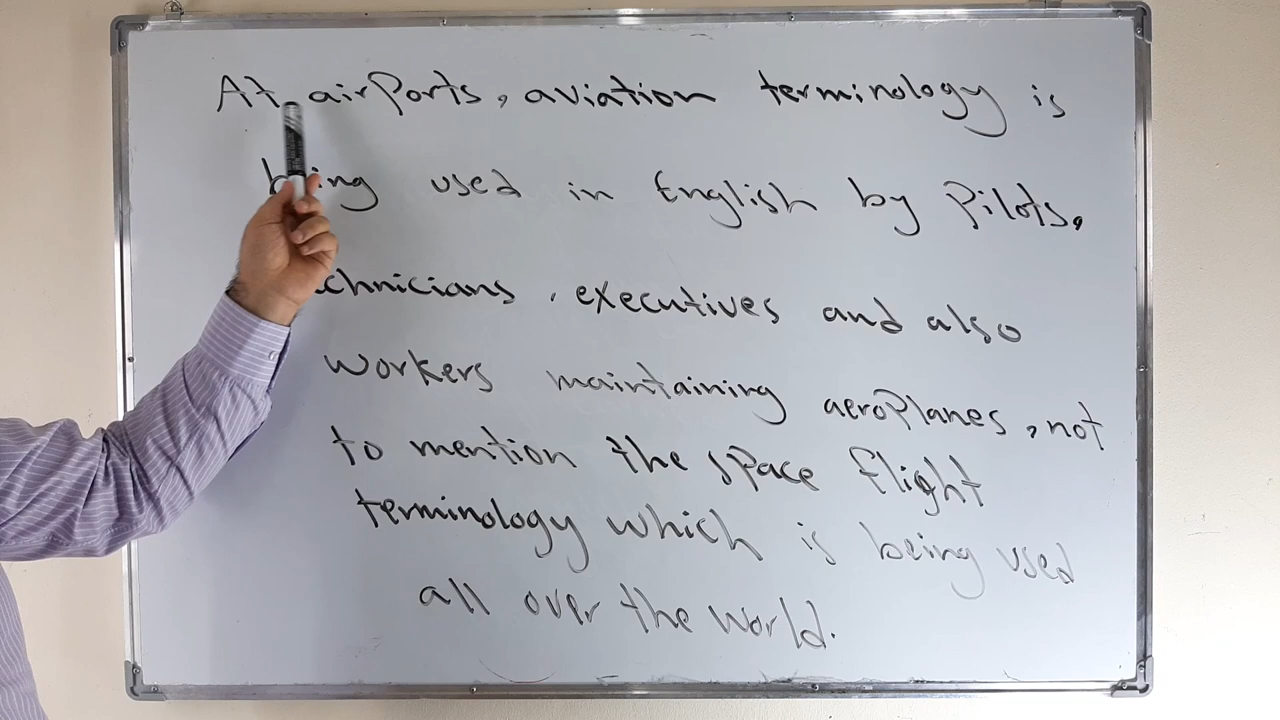 At airports, aviation terminology is
being used in English by Pilots,
technicians, executives and also
workers maintaining aeroplanes, not
to mention the space flight
terminology which is being used
all over the world.